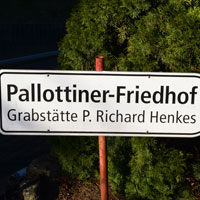 Pallottiner-Friedhof
Grabstätte P. Richard Henkes